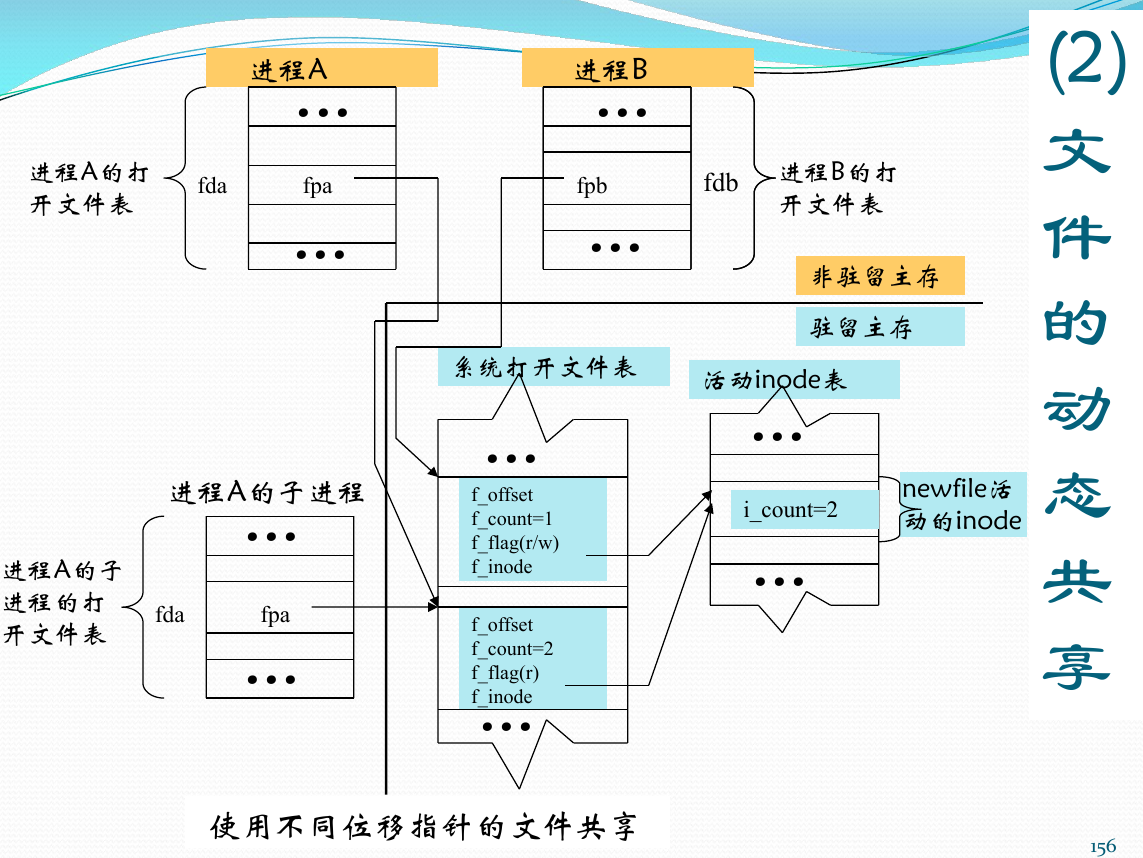 (2)
文
件
的
动
态
共
享
进程A
进程B
•••
•••
进程A的打
开文件表
fda
fpa
fpb
fdb
进程B的打
开文件表
•••
•••
非驻留主存
驻留主存
系统打开文件表
活动inode表
•••
•••
进程A的子进程
f_offset
f_count=1
f_flag(r/w)
f_inode
i_count=2
newfile活
动的inode
•••
•••
进程A的子
进程的打
开文件表
fda
fpa
f_offset
f_count=2
f_flag(r)
f_inode
•••
•••
使用不同位移指针的文件共享
156